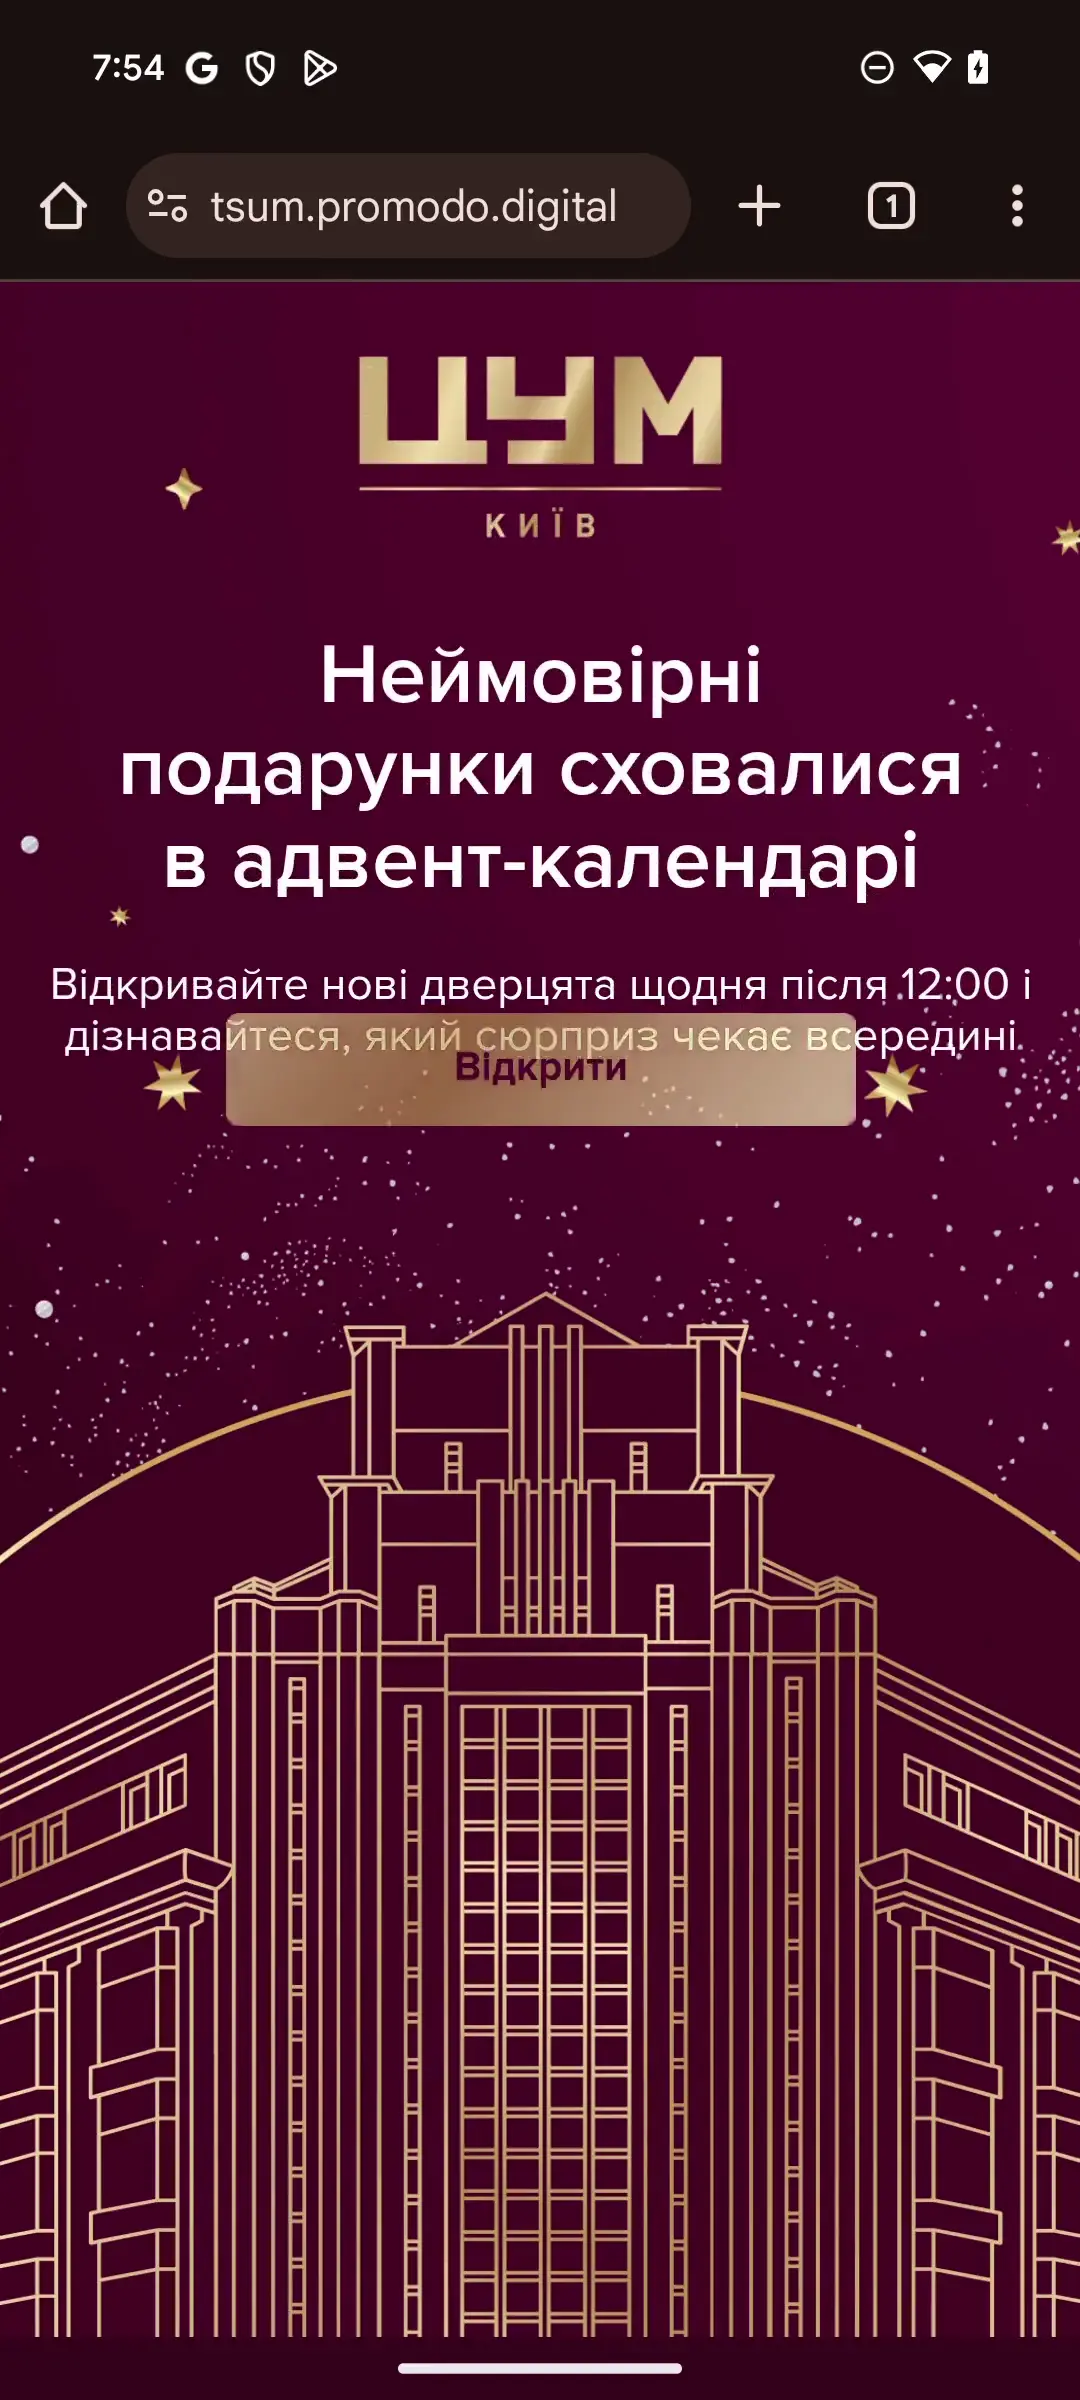 7:54
tsum.promodo.digital
1
ЦУМ
КИЇВ
Неймовірні
подарунки сховалися
в адвент-календарі
Відкривайте нові дверцята щодня після 12:00 і
дізнавайтеся, який сюрприз чекає всередині.
Відкрити